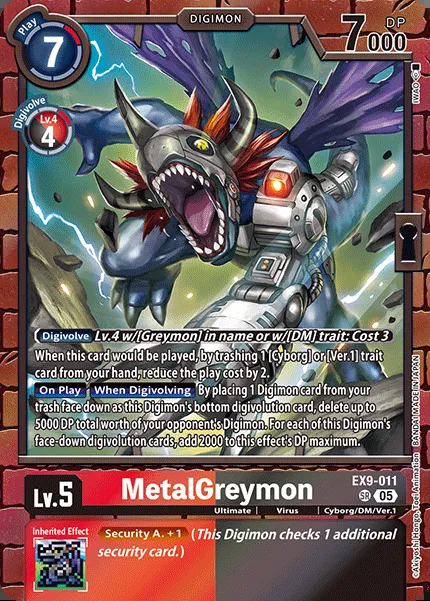 DIGIMON
Play
7
7000
DP
IWAO
Digivolve
Lv.4
4
Digivolve Lv.4 w/[Greymon] in name or w/[DM] trait: Cost 3
When this card would be played, by trashing 1 [Cyborg] or [Ver.1] trait
card from your hand, reduce the play cost by 2.
On Play When Digivolving By placing 1 Digimon card from your
trash face down as this Digimon's bottom digivolution card, delete up to
5000 DP total worth of your opponent's Digimon. For each of this Digimon's
face-down digivolution cards, add 2000 to this effect's DP maximum.
Lv.5
MetalGreymon
EX9-011
SR 05
Ultimate
Virus
Cyborg/DM/Ver.1
Inherited Effect
Security A. +1 (This Digimon checks 1 additional
security card.)
©Akiyoshi Hongo, Toei Animation BANDAI MADE IN JAPAN